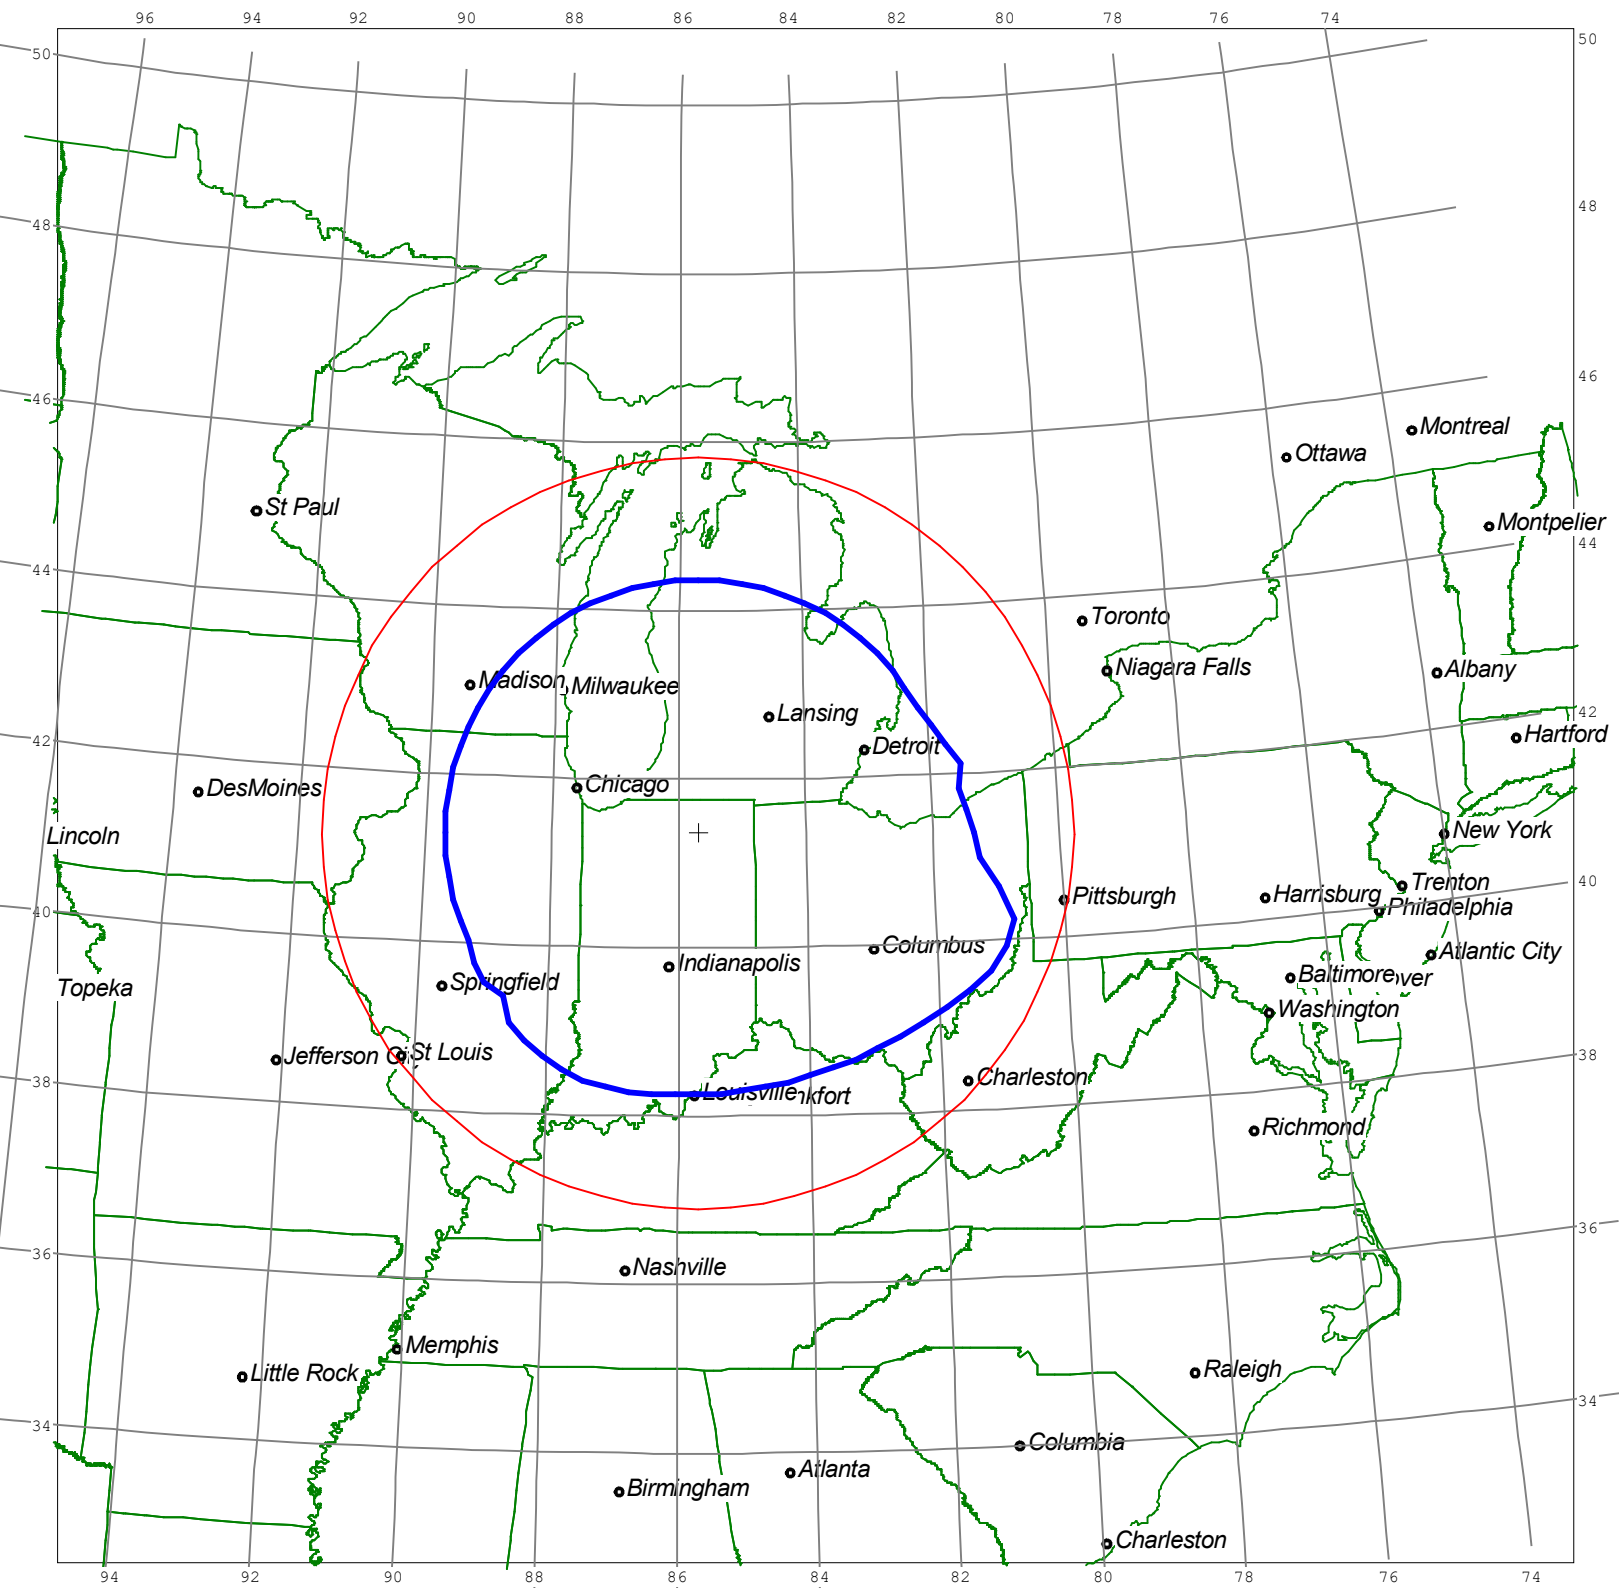 96 94 92 90 88 86 84 82 80 78 76 74
50 50
48 48
46 46
Montreal
Ottawa
St Paul
Montpelier
44 44
Toronto
Niagara Falls
Albany
Madison Milwaukee
Lansing
42 42
Hartford
Detroit
DesMoines
Chicago
Lincoln
New York
40 40
Trenton
Pittsburgh
Harrisburg
Philadelphia
Columbus
Atlantic City
Indianapolis
Baltimore
Springfield
Topeka
Washington
St Louis
Jefferson
38 38
Charleston
Louisville
Richmond
36 36
Nashville
Memphis
Little Rock
Raleigh
34 34
Columbia
Atlanta
Birmingham
Charleston
94 92 90 88 86 84 82 80 78 76 74